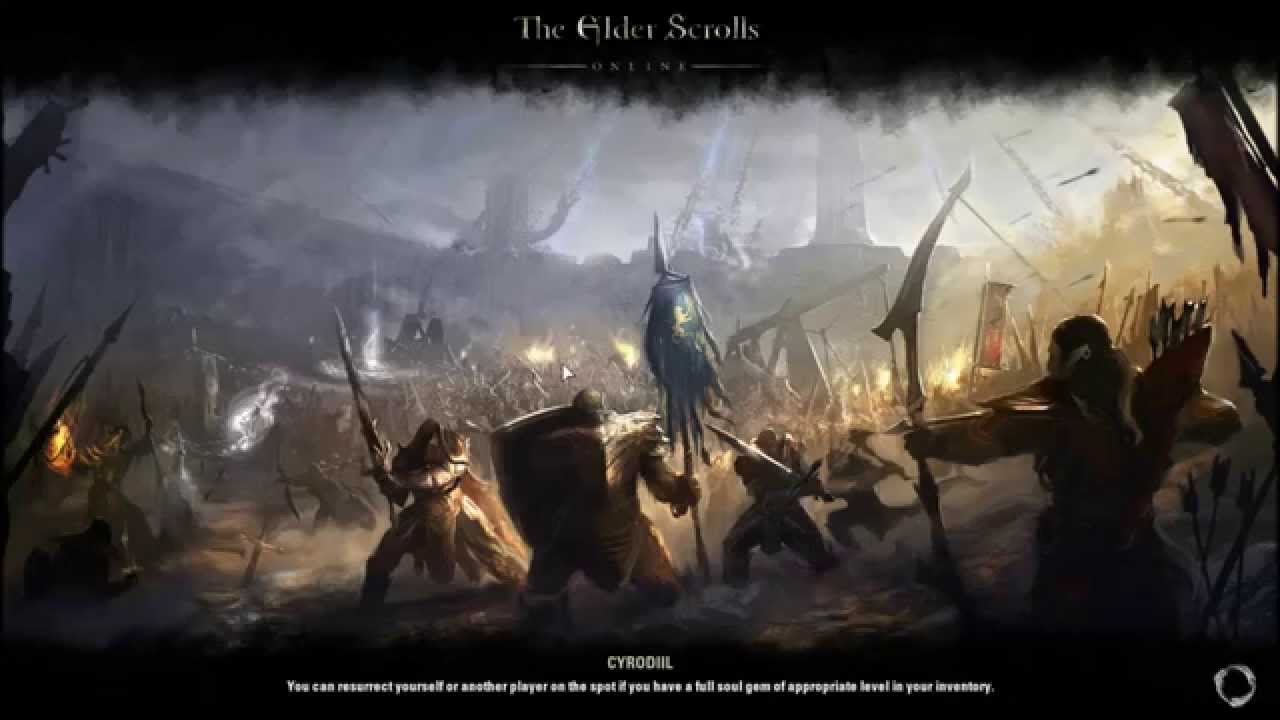 The Elder Scrolls
ONLINE
CYRODIIL
You can resurrect yourself or another player on the spot if you have a full soul gem of appropriate level in your inventory.